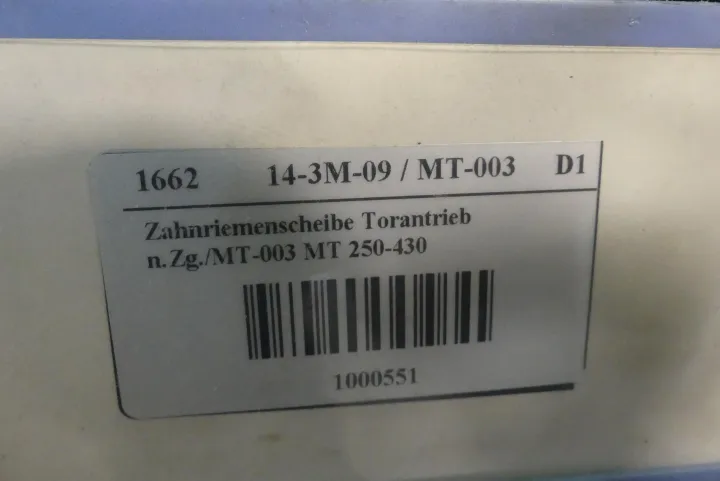 1662 14-3M-09 / MT-003 D1
Zahnriemenscheibe Torantrieb
n.Zg./MT-003 MT 250-430
1000551